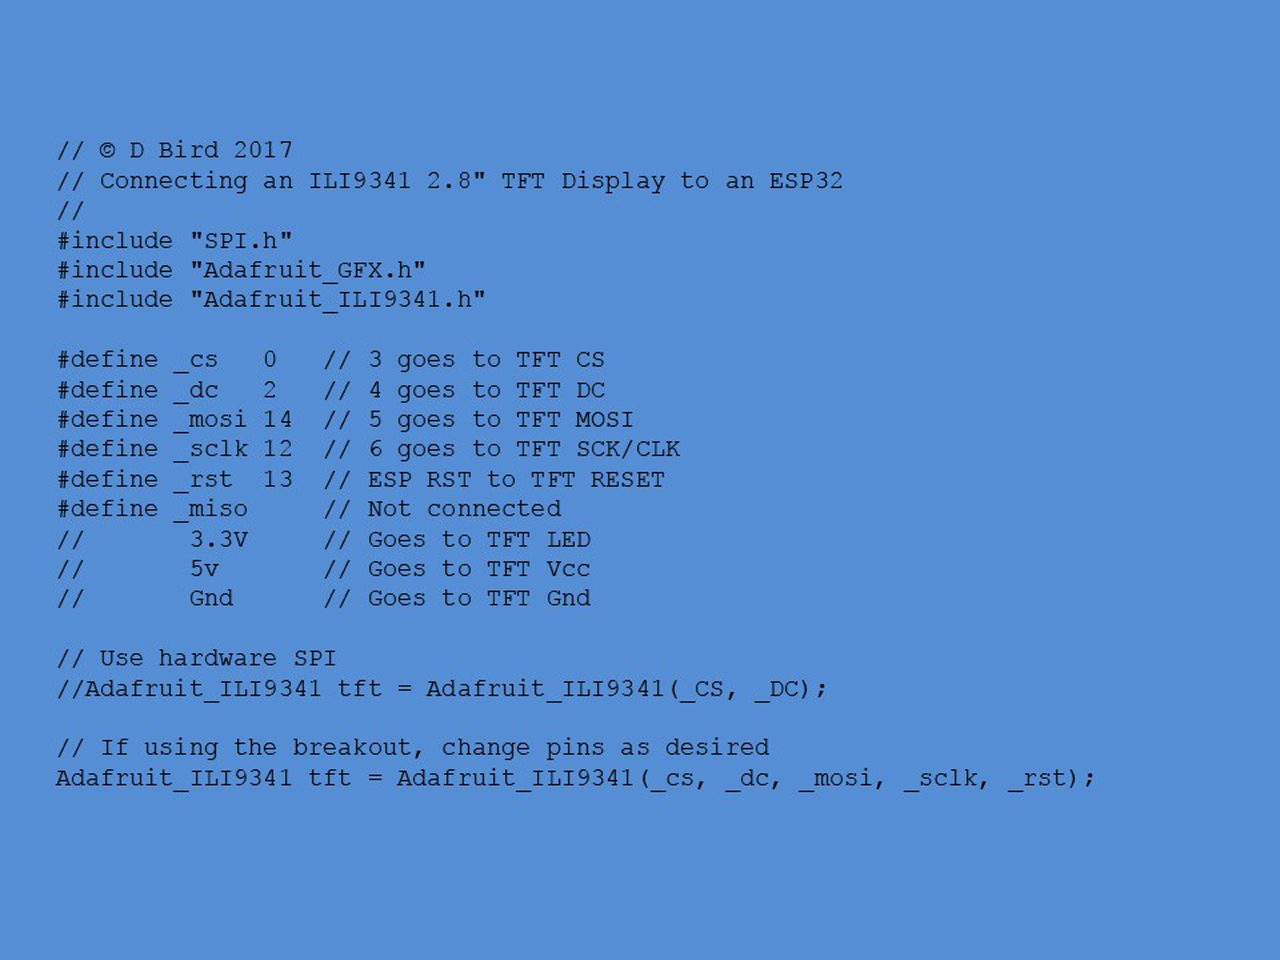 // © D Bird 2017
// Connecting an ILI9341 2.8" TFT Display to an ESP32
//
#include "SPI.h"
#include "Adafruit_GFX.h"
#include "Adafruit_ILI9341.h"
#define _cs   0   // 3 goes to TFT CS
#define _dc   2   // 4 goes to TFT DC
#define _mosi 14  // 5 goes to TFT MOSI
#define _sclk 12  // 6 goes to TFT SCK/CLK
#define _rst  13  // ESP RST to TFT RESET
#define _miso     // Not connected
//       3.3V     // Goes to TFT LED
//       5v       // Goes to TFT Vcc
//       Gnd      // Goes to TFT Gnd
// Use hardware SPI
//Adafruit_ILI9341 tft = Adafruit_ILI9341(_CS, _DC);
// If using the breakout, change pins as desired
Adafruit_ILI9341 tft = Adafruit_ILI9341(_cs, _dc, _mosi, _sclk, _rst);